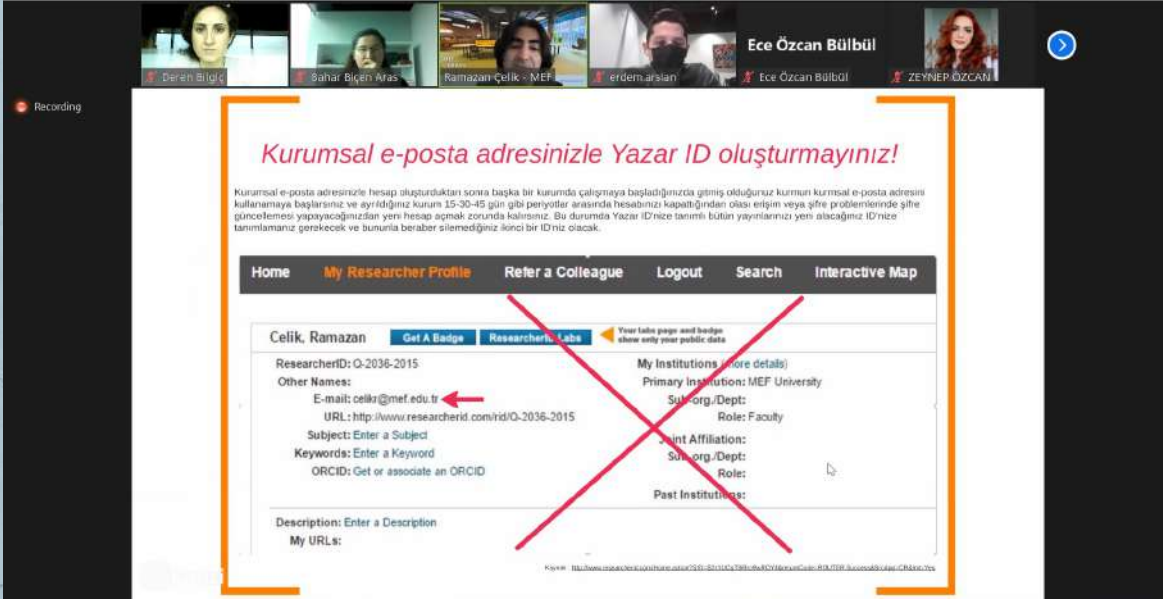 Ece Özcan Bülbül
Deren Bilgiç
Bahar Biçen Aras
Ramazan Çelik - MEF
erdem.arslan
Ece Özcan Bülbül
ZEYNEP ÖZCAN
Recording
Kurumsal e-posta adresinizle Yazar ID oluşturmayınız!
Kurumsal e-posta adresinizle hesap oluşturduktan sonra başka bir kurumda çalışmaya başladığınızda gitmiş olduğunuz kurmun kurmsal e-posta adresini
kullanamaya başlarsınız ve ayrıldığınız kurum 15-30-45 gün gibi periyotler arasında hesabınızı kapattığından olası erişim veya şifre problemlerinde şifre
güncellemesi yapayacağınızdan yeni hesap açmak zorunda kalırsınız. Bu durumda Yazar ID'nize tanımlı bütün yayınlarınızı yeni alacağınız ID'nize
tanımlamanız gerekecek ve bununla beraber silemediğiniz ikinci bir ID'niz olacak.
Home My Researcher Profile Refer a Colleague Logout Search Interactive Map
Celik, Ramazan Get A Badge ResearcherID Labs Your labs page and badge
show only your public data
ResearcherID: Q-2036-2015 My Institutions (more details)
Other Names: Primary Institution: MEF University
E-mail: celikr@mef.edu.tr Sub-org./Dept:
URL: http://www.researcherid.com/rid/Q-2036-2015 Role: Faculty
Subject: Enter a Subject Joint Affiliation:
Keywords: Enter a Keyword Sub-org./Dept:
ORCID: Get or associate an ORCID Role:
Past Institutions:
Description: Enter a Description
My URLs:
Kaynak: